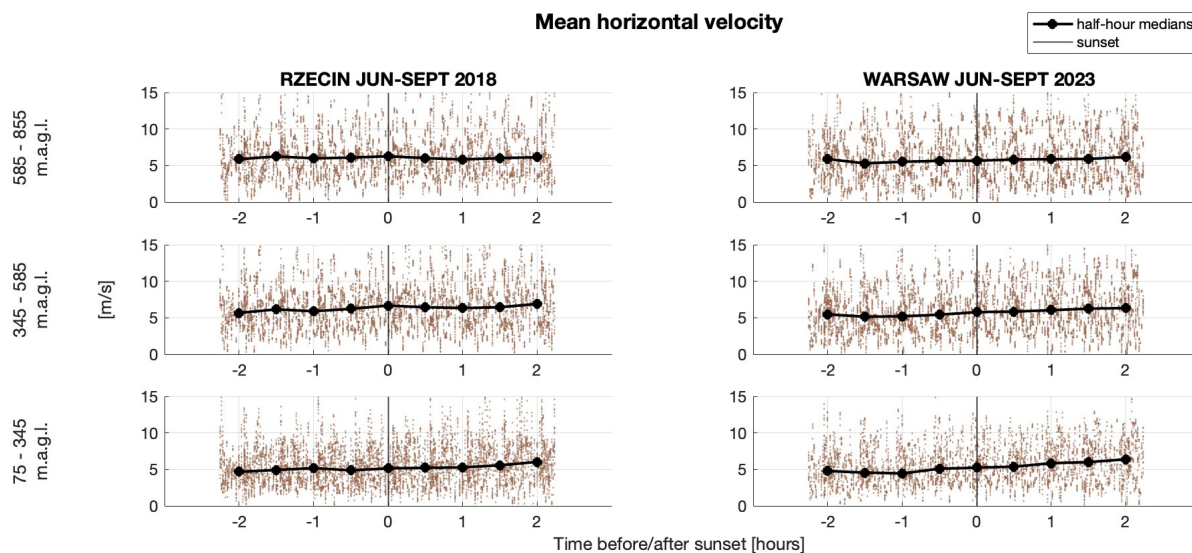 Mean horizontal velocity
half-hour medians
sunset
RZECIN JUN-SEPT 2018
WARSAW JUN-SEPT 2023
585 - 855
m.a.g.l.
15
10
5
0
-2 -1 0 1 2
15
10
5
0
-2 -1 0 1 2
345 - 585
m.a.g.l.
[m/s]
15
10
5
0
-2 -1 0 1 2
15
10
5
0
-2 -1 0 1 2
75 - 345
m.a.g.l.
15
10
5
0
-2 -1 0 1 2
15
10
5
0
-2 -1 0 1 2
Time before/after sunset [hours]